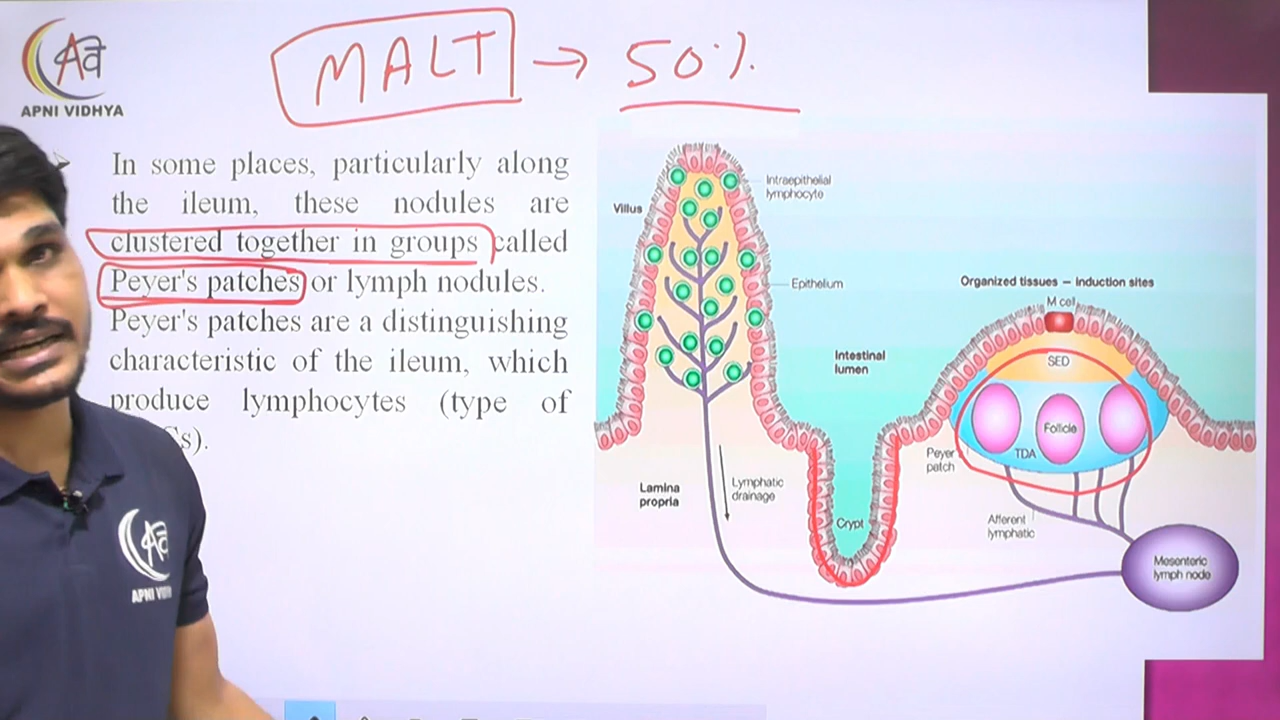 MALT → 50%
Aवि
APNI VIDHYA
In some places, particularly along
the ileum, these nodules are
clustered together in groups called
Peyer's patches or lymph nodules.
Peyer's patches are a distinguishing
characteristic of the ileum, which
produce lymphocytes (type of
s).
Villus
Intraepithelial
lymphocyte
Epithelium
Intestinal
lumen
Organized tissues – induction sites
M cel
SED
Follicle
TDA
Peyer
patch
Lamina
propria
Lymphatic
drainage
Crypt
Afferent
lymphatic
Mesenteric
lymph node
APNI